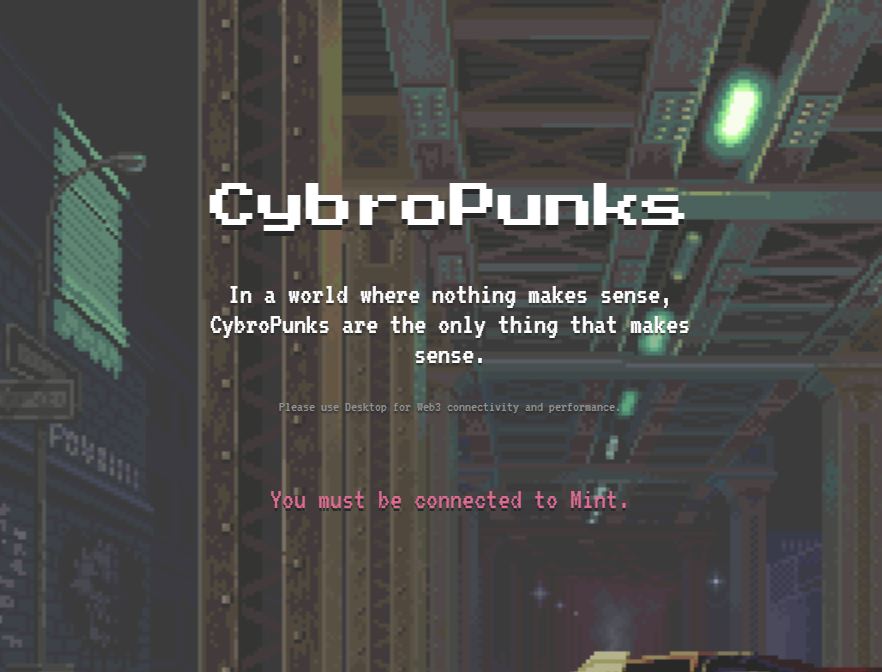 CybroPunks
In a world where nothing makes sense,
CybroPunks are the only thing that makes
sense.
Please use Desktop for Web3 connectivity and performance.
You must be connected to Mint.